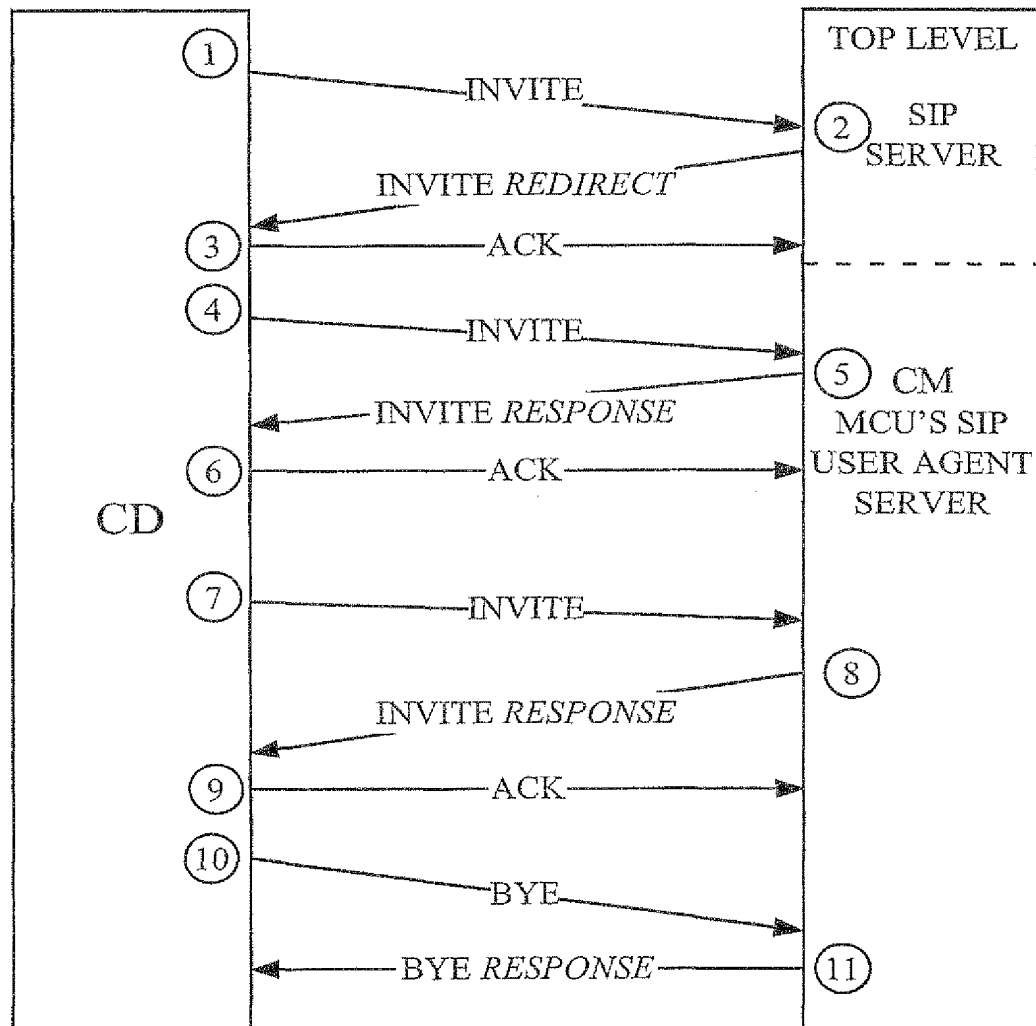 TOP LEVEL
1
INVITE
2
SIP
SERVER
INVITE REDIRECT
3
ACK
4
INVITE
5
CM
MCU'S SIP
USER AGENT
SERVER
INVITE RESPONSE
6
ACK
CD
7
INVITE
8
INVITE RESPONSE
9
ACK
10
BYE
BYE RESPONSE
11